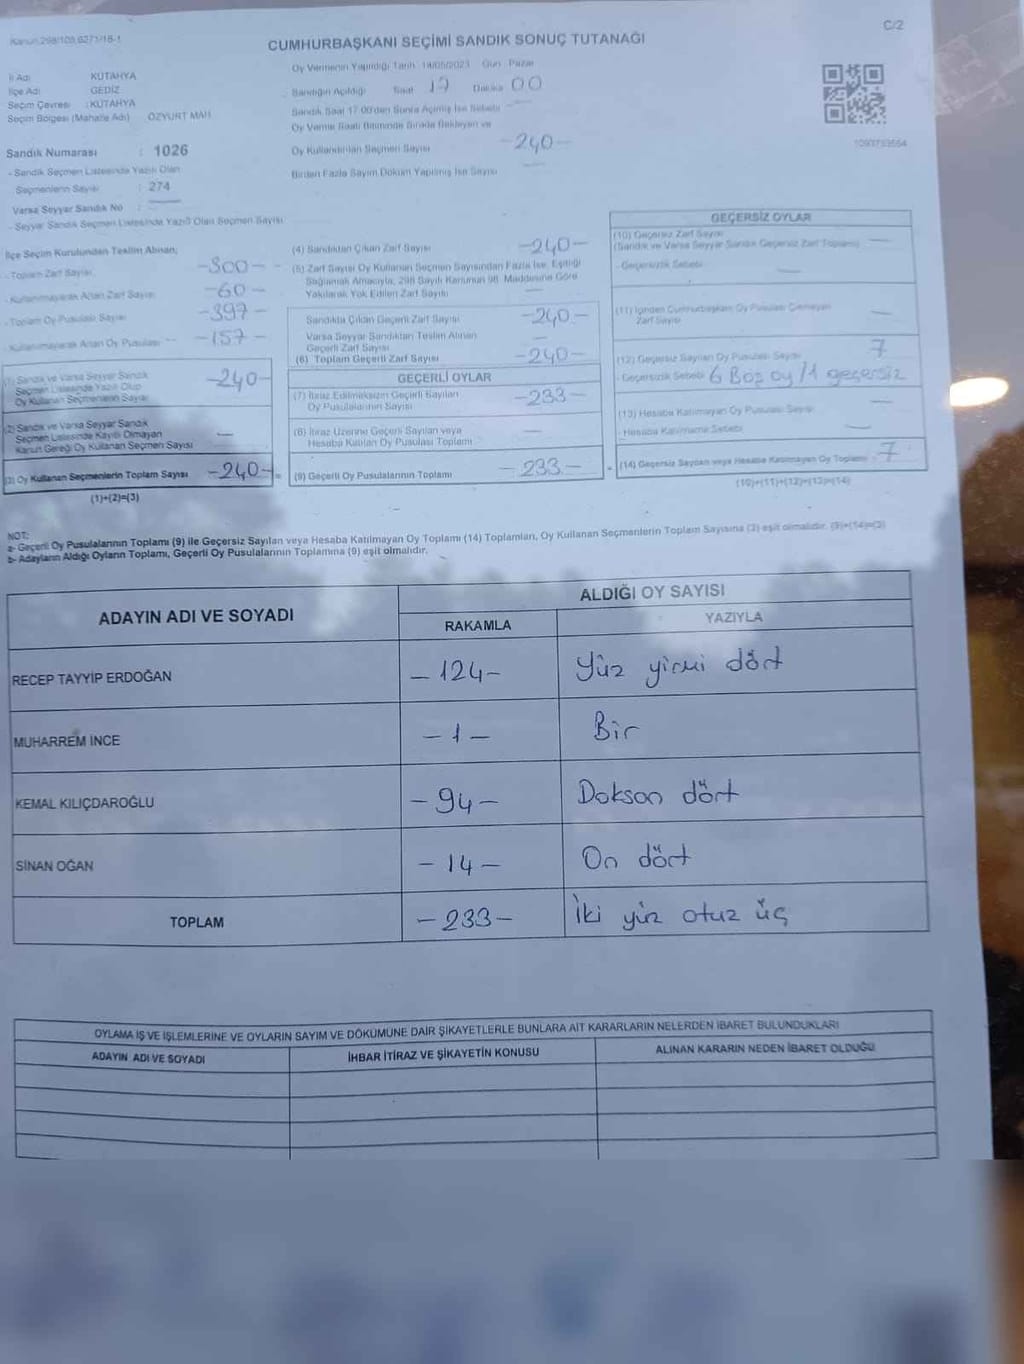 Kanun:298/105,6271/18-1
C/2
CUMHURBAŞKANI SEÇİMİ SANDIK SONUÇ TUTANAĞI
İl Adı KÜTAHYA
İlçe Adı GEDİZ
Seçim Çevresi : KÜTAHYA
Seçim Bölgesi (Mahalle Adı) ÖZYURT MAH
Sandık Numarası : 1026
- Sandık Seçmen Listesinde Yazılı Olan
Seçmenlerin Sayısı : 274
Varsa Seyyar Sandık No
- Seyyar Sandık Seçmen Listesinde Yazılı Olan Seçmen Sayısı
Oy Vermenin Yapıldığı Tarih 14/05/2023 Gün Pazar
Sandığın Açıldığı Saat 17 Dakika 00
Sandık Saat 17.00'den Sonra Açılmış İse Sebebi
Oy Verme Saati Bitiminde Sırada Bekleyen ve
Oy Kullandırılan Seçmen Sayısı -240-
Birden Fazla Sayım Döküm Yapılmış İse Sayısı
1090753564
İlçe Seçim Kurulundan Teslim Alınan;
- Toplam Zarf Sayısı -300-
- Kullanılmayarak Artan Zarf Sayısı -60-
- Toplam Oy Pusulası Sayısı -397-
- Kullanılmayarak Artan Oy Pusulası -157-
(1) Sandık ve Varsa Seyyar Sandık
Seçmen Listesinde Yazılı Olup
Oy Kullanan Seçmenlerin Sayısı -240-
(2) Sandık ve Varsa Seyyar Sandık
Seçmen Listesinde Kayıtlı Olmayan
Kanun Gereği Oy Kullanan Seçmen Sayısı
(3) Oy Kullanan Seçmenlerin Toplam Sayısı -240-
(1)+(2)=(3)
(4) Sandıktan Çıkan Zarf Sayısı -240-
(5) Zarf Sayısı Oy Kullanan Seçmen Sayısından Fazla İse, Eşitliği
Sağlamak Amacıyla, 298 Sayılı Kanunun 98. Maddesine Göre
Yakılarak Yok Edilen Zarf Sayısı
Sandıkta Çıkan Geçerli Zarf Sayısı -240-
Varsa Seyyar Sandıktan Teslim Alınan
Geçerli Zarf Sayısı
(6) Toplam Geçerli Zarf Sayısı -240-
GEÇERLİ OYLAR
(7) İtiraz Edilmeksizin Geçerli Sayılan
Oy Pusulalarının Sayısı -233-
(8) İtiraz Üzerine Geçerli Sayılan veya
Hesaba Katılan Oy Pusulası Toplamı
(9) Geçerli Oy Pusulalarının Toplamı -233-
GEÇERSİZ OYLAR
(10) Geçersiz Zarf Sayısı
(Sandık ve Varsa Seyyar Sandık Geçersiz Zarf Toplamı)
- Geçersizlik Sebebi
(11) İçinden Cumhurbaşkanı Oy Pusulası Çıkmayan
Zarf Sayısı
(12) Geçersiz Sayılan Oy Pusulası Sayısı 7
- Geçersizlik Sebebi 6 Boş oy /1 geçersiz
(13) Hesaba Katılmayan Oy Pusulası Sayısı
- Hesaba Katılmama Sebebi
(14) Geçersiz Sayılan veya Hesaba Katılmayan Oy Toplamı 7
(10)+(11)+(12)+(13)=(14)
NOT:
a- Geçerli Oy Pusulalarının Toplamı (9) ile Geçersiz Sayılan veya Hesaba Katılmayan Oy Toplamı (14) Toplamları, Oy Kullanan Seçmenlerin Toplam Sayısına (3) eşit olmalıdır. (9)+(14)=(3)
b- Adayların Aldığı Oyların Toplamı, Geçerli Oy Pusulalarının Toplamına (9) eşit olmalıdır.
ADAYIN ADI VE SOYADI
ALDIĞI OY SAYISI
RAKAMLA YAZIYLA
RECEP TAYYİP ERDOĞAN -124- Yüz yirmi dört
MUHARREM İNCE -1- Bir
KEMAL KILIÇDAROĞLU -94- Doksan dört
SİNAN OĞAN -14- On dört
TOPLAM -233- İki yüz otuz üç
OYLAMA İŞ VE İŞLEMLERİNE VE OYLARIN SAYIM VE DÖKÜMÜNE DAİR ŞİKAYETLERLE BUNLARA AİT KARARLARIN NELERDEN İBARET BULUNDUKLARI
ADAYIN ADI VE SOYADI İHBAR İTİRAZ VE ŞİKAYETİN KONUSU ALINAN KARARIN NEDEN İBARET OLDUĞU